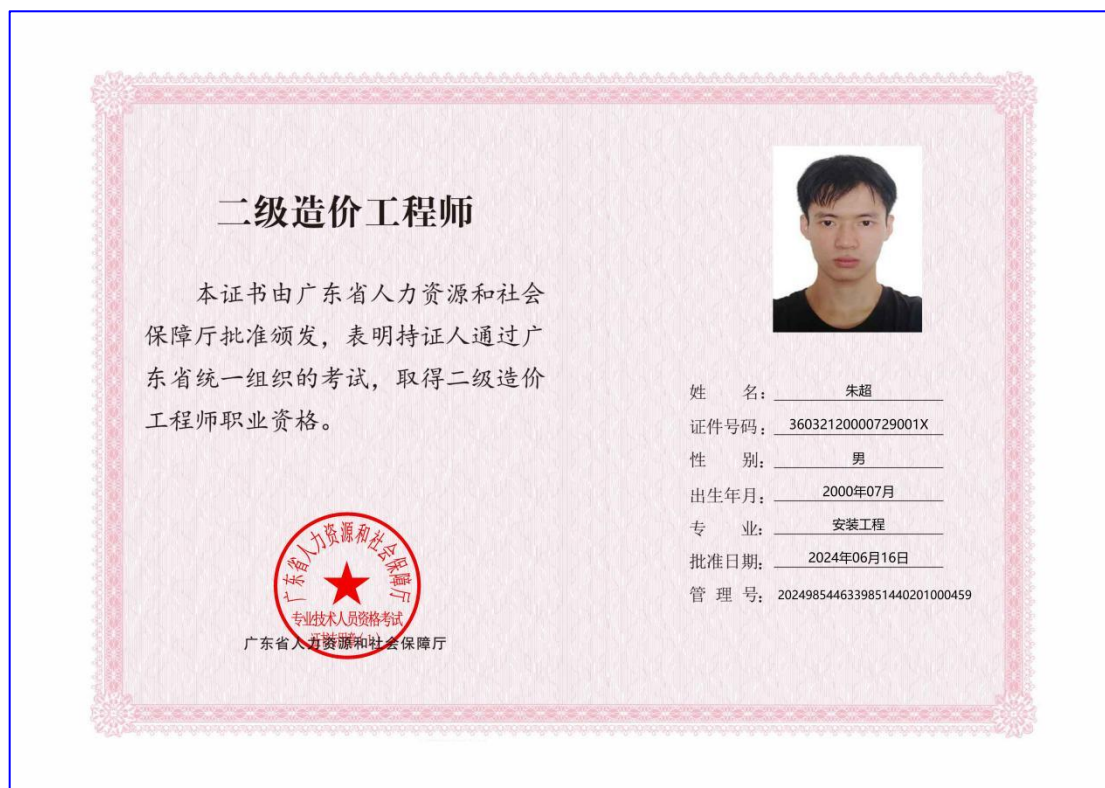 二级造价工程师
本证书由广东省人力资源和社会
保障厅批准颁发，表明持证人通过广
东省统一组织的考试，取得二级造价
工程师职业资格。
广东省人力资源和社会保障厅
专业技术人员资格考试
广东省人力资源和社会保障厅
姓 名：朱超
证件号码：36032120000729001X
性 别：男
出生年月：2000年07月
专 业：安装工程
批准日期：2024年06月16日
管 理 号：2024985446339851440201000459